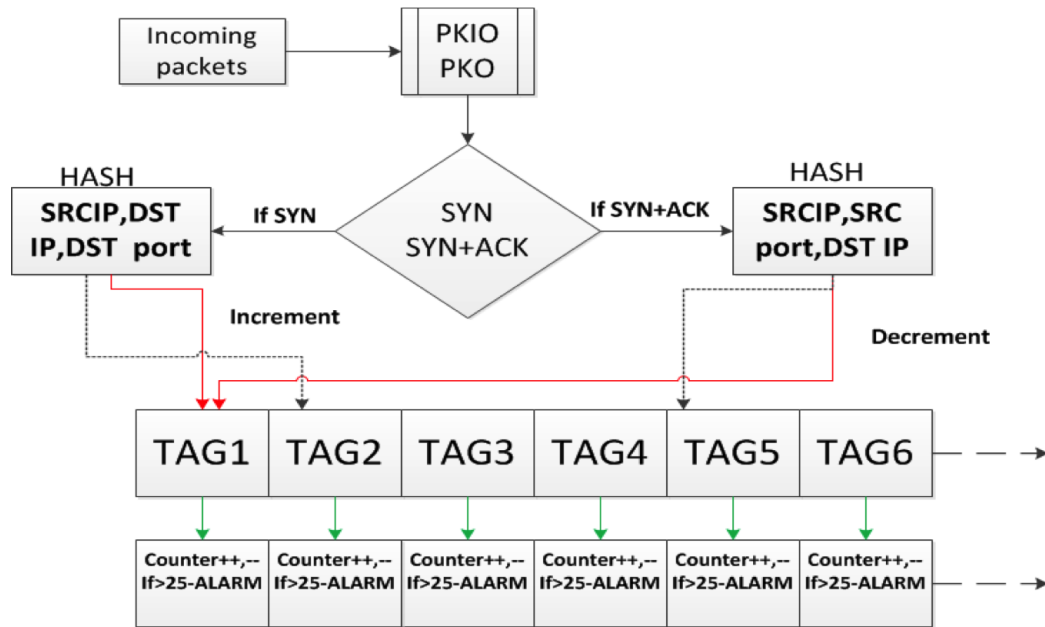 Incoming
packets
PKIO
PKO
HASH
SRCIP,DST
IP,DST port
If SYN
SYN
SYN+ACK
If SYN+ACK
HASH
SRCIP,SRC
port,DST IP
Increment
Decrement
TAG1
TAG2
TAG3
TAG4
TAG5
TAG6
Counter++,--
If>25-ALARM
Counter++,--
If>25-ALARM
Counter++,--
If>25-ALARM
Counter++,--
If>25-ALARM
Counter++,--
If>25-ALARM
Counter++,--
If>25-ALARM